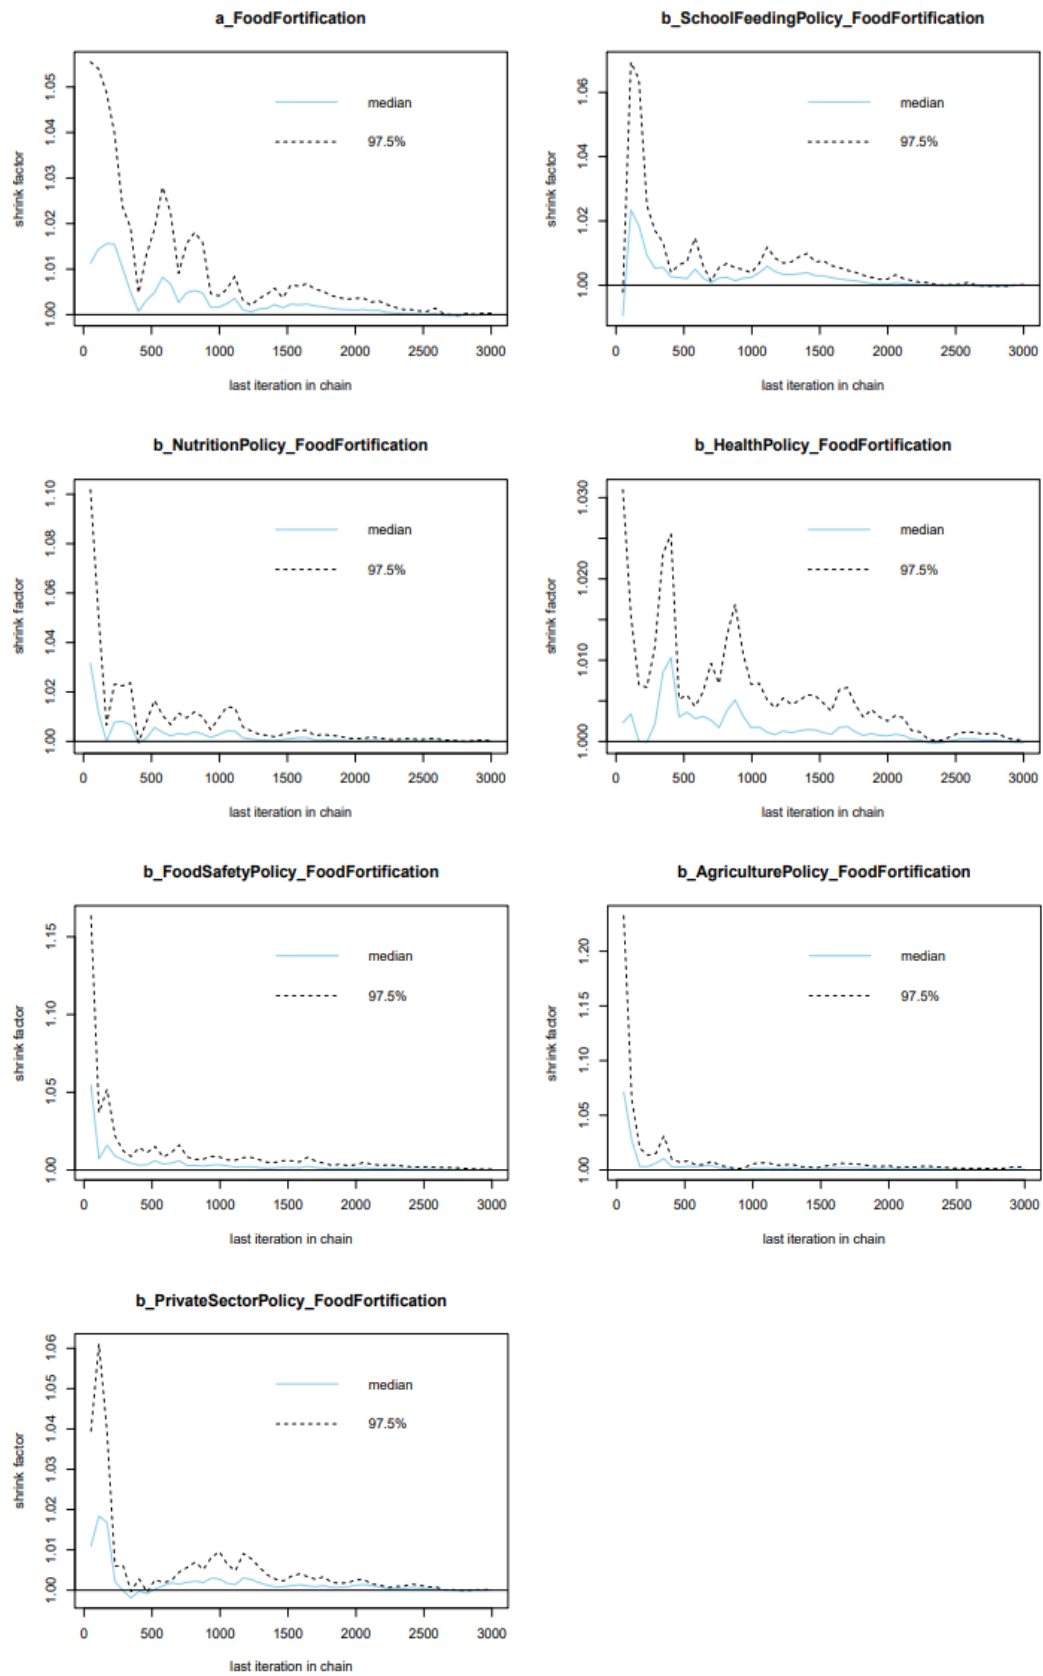 a_FoodFortification
1.05
1.04
1.03
1.02
1.01
1.00
shrink factor
median
97.5%
0 500 1000 1500 2000 2500 3000
last iteration in chain
b_SchoolFeedingPolicy_FoodFortification
1.06
1.04
1.02
1.00
shrink factor
median
97.5%
0 500 1000 1500 2000 2500 3000
last iteration in chain
b_NutritionPolicy_FoodFortification
1.10
1.08
1.06
1.04
1.02
1.00
shrink factor
median
97.5%
0 500 1000 1500 2000 2500 3000
last iteration in chain
b_HealthPolicy_FoodFortification
1.030
1.020
1.010
1.000
shrink factor
median
97.5%
0 500 1000 1500 2000 2500 3000
last iteration in chain
b_FoodSafetyPolicy_FoodFortification
1.15
1.10
1.05
1.00
shrink factor
median
97.5%
0 500 1000 1500 2000 2500 3000
last iteration in chain
b_AgriculturePolicy_FoodFortification
1.20
1.15
1.10
1.05
1.00
shrink factor
median
97.5%
0 500 1000 1500 2000 2500 3000
last iteration in chain
b_PrivateSectorPolicy_FoodFortification
1.06
1.05
1.04
1.03
1.02
1.01
1.00
shrink factor
median
97.5%
0 500 1000 1500 2000 2500 3000
last iteration in chain